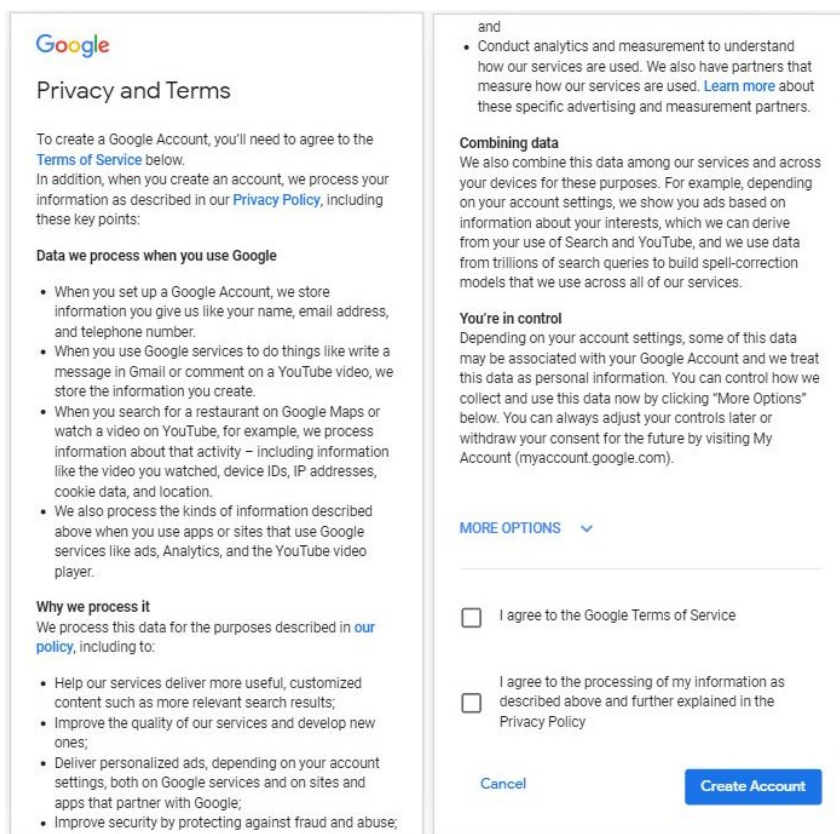 Google
Privacy and Terms
To create a Google Account, you'll need to agree to the
Terms of Service below.
In addition, when you create an account, we process your
information as described in our Privacy Policy, including
these key points:
Data we process when you use Google
• When you set up a Google Account, we store
information you give us like your name, email address,
and telephone number.
• When you use Google services to do things like write a
message in Gmail or comment on a YouTube video, we
store the information you create.
• When you search for a restaurant on Google Maps or
watch a video on YouTube, for example, we process
information about that activity – including information
like the video you watched, device IDs, IP addresses,
cookie data, and location.
• We also process the kinds of information described
above when you use apps or sites that use Google
services like ads, Analytics, and the YouTube video
player.
Why we process it
We process this data for the purposes described in our
policy, including to:
• Help our services deliver more useful, customized
content such as more relevant search results;
• Improve the quality of our services and develop new
ones;
• Deliver personalized ads, depending on your account
settings, both on Google services and on sites and
apps that partner with Google;
• Improve security by protecting against fraud and abuse;
and
• Conduct analytics and measurement to understand
how our services are used. We also have partners that
measure how our services are used. Learn more about
these specific advertising and measurement partners.
Combining data
We also combine this data among our services and across
your devices for these purposes. For example, depending
on your account settings, we show you ads based on
information about your interests, which we can derive
from your use of Search and YouTube, and we use data
from trillions of search queries to build spell-correction
models that we use across all of our services.
You're in control
Depending on your account settings, some of this data
may be associated with your Google Account and we treat
this data as personal information. You can control how we
collect and use this data now by clicking "More Options"
below. You can always adjust your controls later or
withdraw your consent for the future by visiting My
Account (myaccount.google.com).
MORE OPTIONS
I agree to the Google Terms of Service
I agree to the processing of my information as
described above and further explained in the
Privacy Policy
Cancel
Create Account